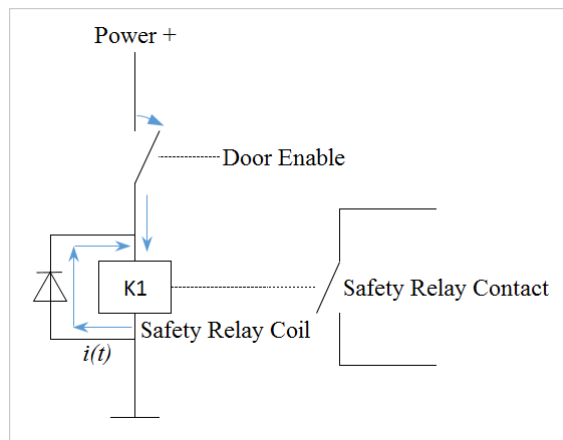 Power +
Door Enable
K1
Safety Relay Contact
Safety Relay Coil
i(t)